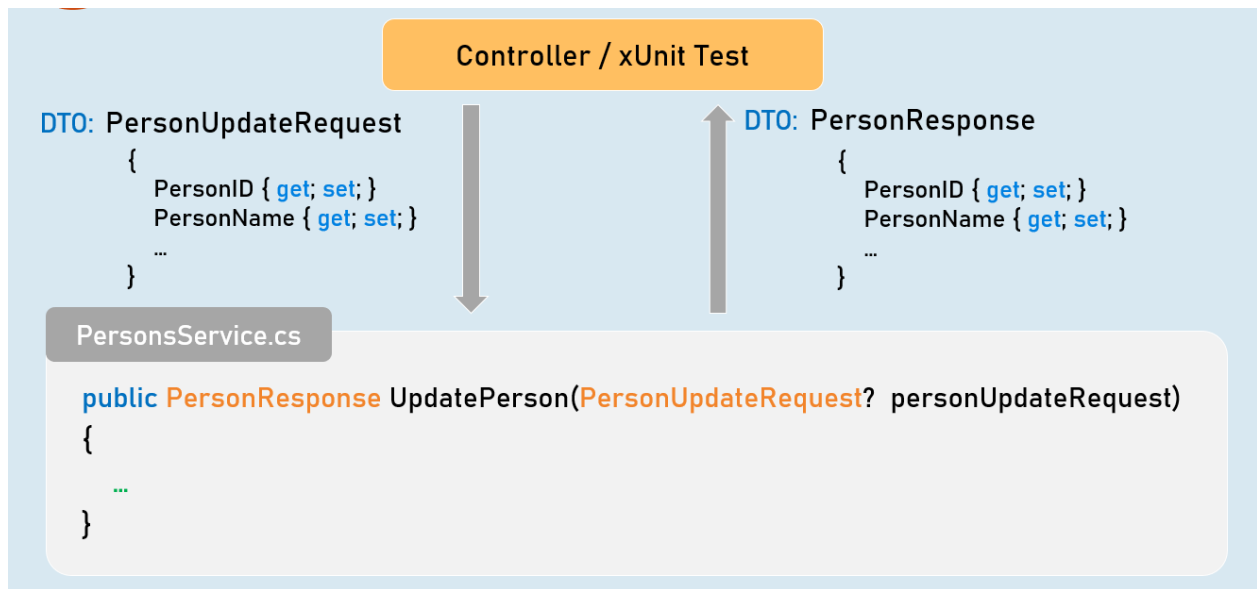 Controller / xUnit Test
DTO: PersonUpdateRequest
{
PersonID { get; set; }
PersonName { get; set; }
...
}
DTO: PersonResponse
{
PersonID { get; set; }
PersonName { get; set; }
...
}
PersonsService.cs
public PersonResponse UpdatePerson(PersonUpdateRequest? personUpdateRequest)
{
...
}